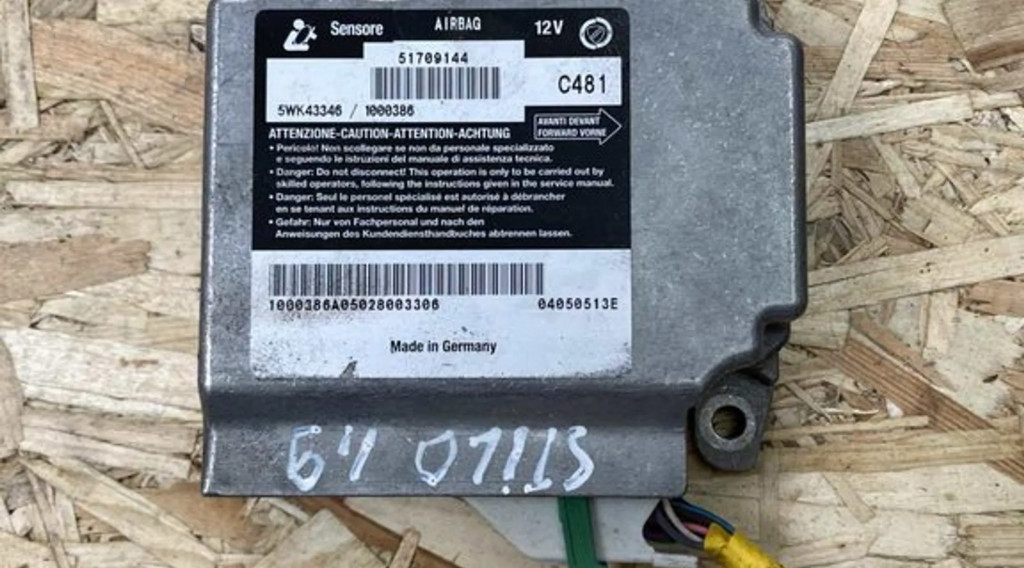 Sensore AIRBAG 12V
51709144
C481
5WK43346 / 1000386
AVANTI DEVANT
FORWARD VORNE
ATTENZIONE-CAUTION-ATTENTION-ACHTUNG
• Pericolo! Non scollegare se non da personale specializzato
e seguendo le istruzioni del manuale di assistenza tecnica.
• Danger: Do not disconnect! This operation is only to be carried out by
skilled operators, following the instructions given in the service manual.
• Danger: Seul le personel spécialisé est autorisé à débrancher
en se tenant aux instructions du manuel de réparation.
• Gefahr: Nur von Fachpersonal und nach den
Anweisungen des Kundendiensthandbuches abtrennen lassen.
1000386A05028003306 04050513E
Made in Germany
STILO 1,9